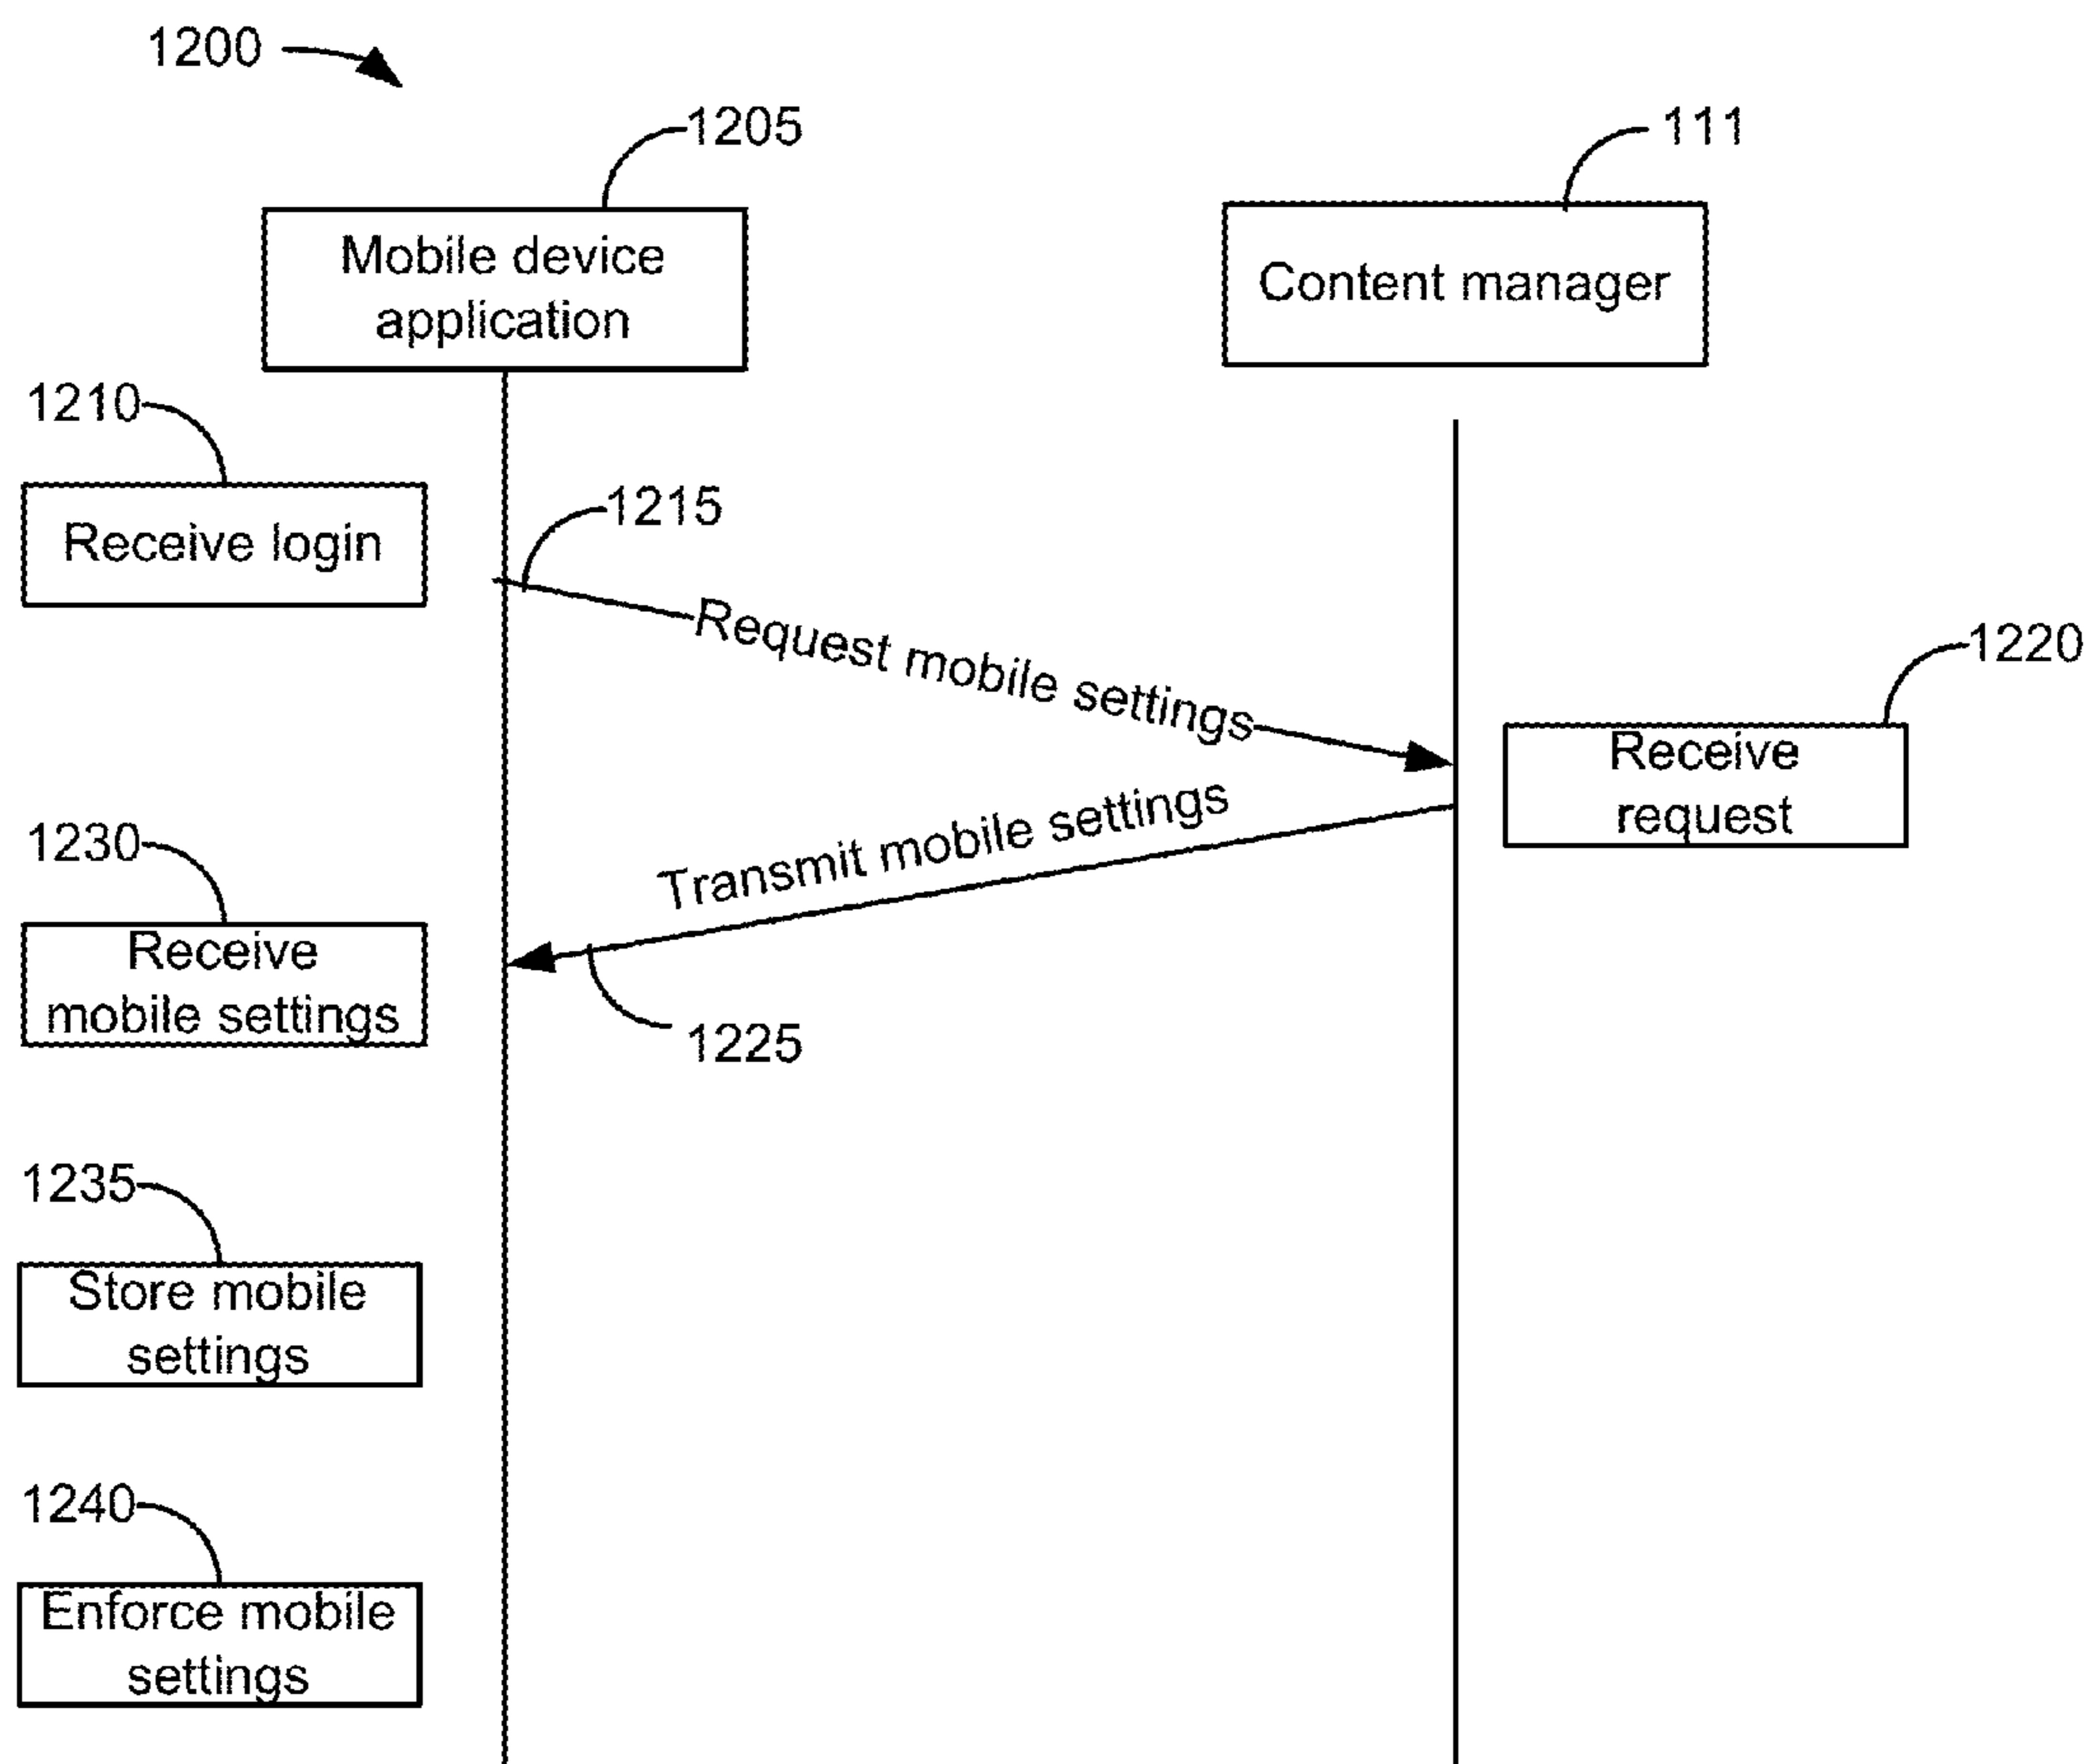 1200
1205
111
Mobile device
application
Content manager
1210
Receive login
1215
Request mobile settings
1220
Receive
request
Transmit mobile settings
1230
Receive
mobile settings
1225
1235
Store mobile
settings
1240
Enforce mobile
settings